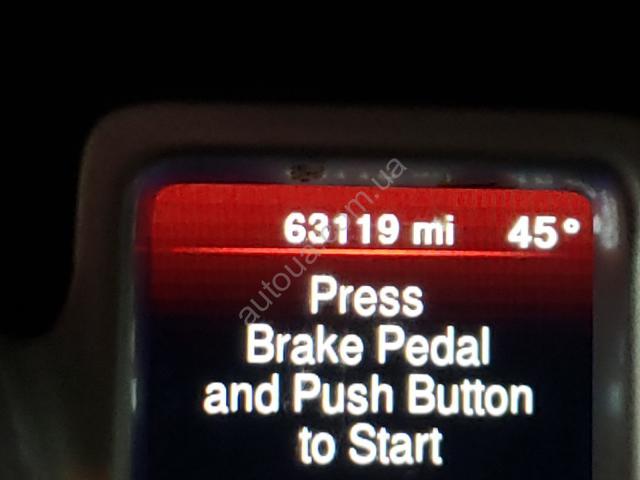 63119 mi 45°
Press
Brake Pedal
and Push Button
to Start
autoua.com.ua